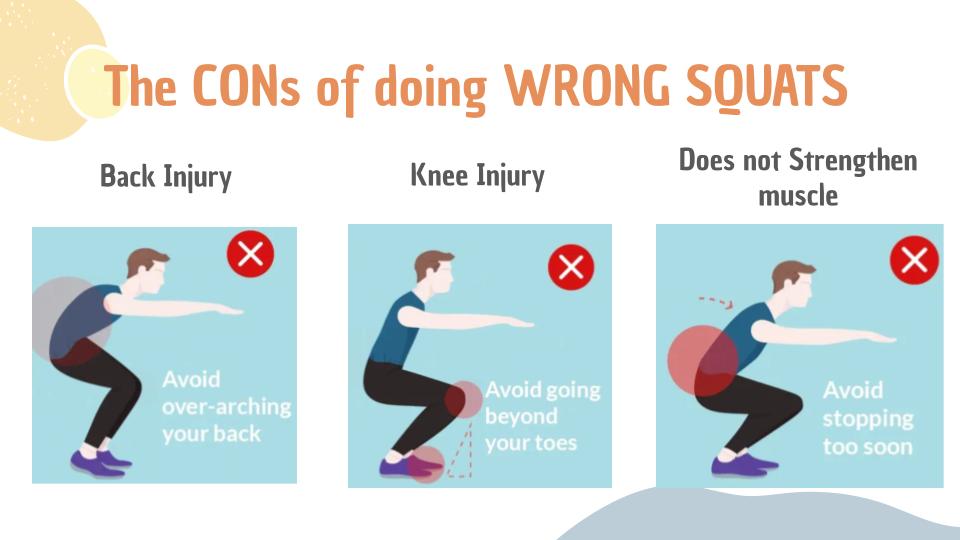 The CONs of doing WRONG SQUATS
Back Injury
Knee Injury
Does not Strengthen
muscle
Avoid
over-arching
your back
Avoid going
beyond
your toes
Avoid
stopping
too soon